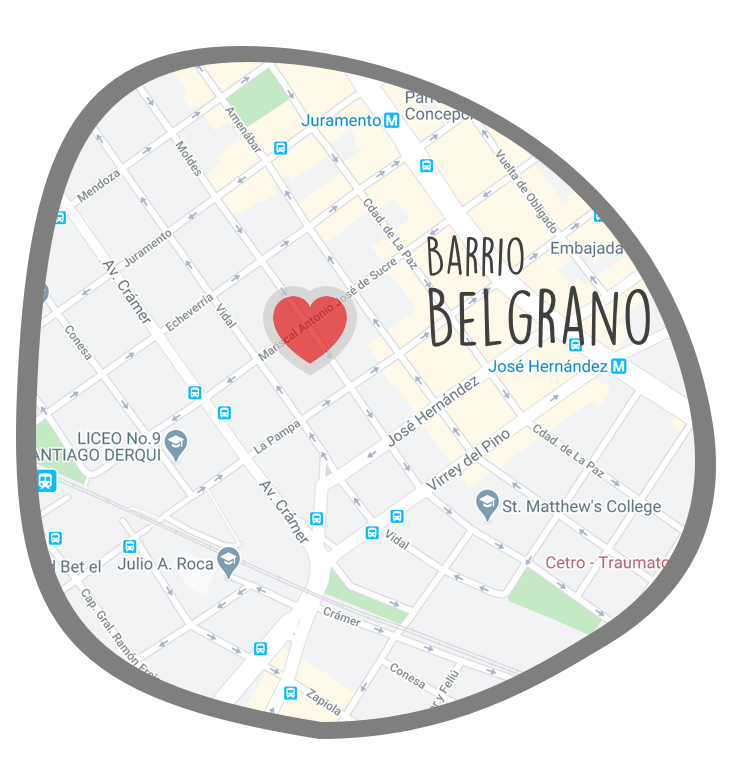 Concepc
Juramento M
Amenábar
Moldes
Vuelta de Obligado
Mendoza
Cdad. de La Paz
Juramento
Embajada
BARRIO
BELGRANO
Av. Crámer
Echeverría
Vidal
Mariscal Antonio José de Sucre
Conesa
José Hernández M
José Hernández
LICEO No.9
ANTIAGO DERQUI
La Pampa
Virrey del Pino
Cdad. de La Paz
Av. Crámer
St. Matthew's College
Vidal
Bet el
Julio A. Roca
Cetro - Traumato
Cap. Gral. Ramón Frei
Crámer
Conesa
r y Feliú
Zapiola